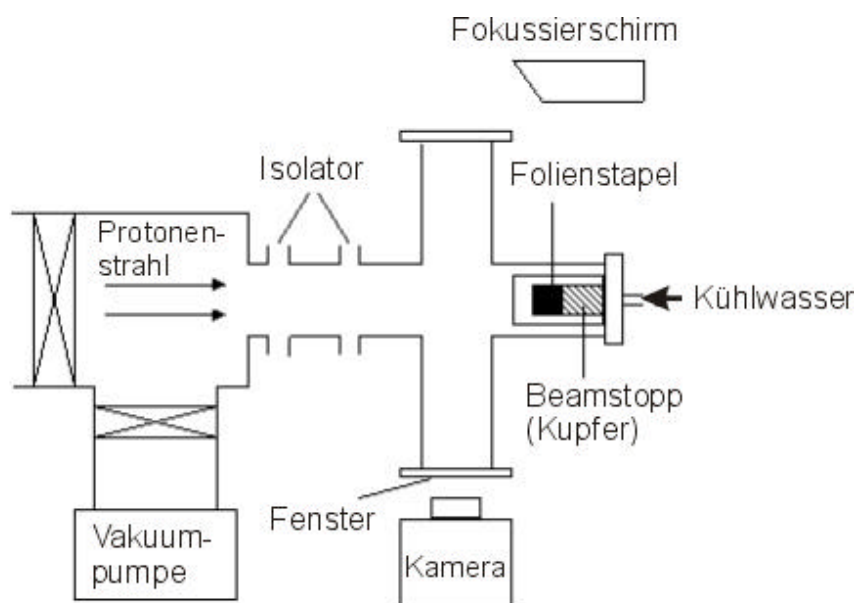 Fokussierschirm
Isolator
Folienstapel
Protonen-
strahl
Kühlwasser
Beamstopp
(Kupfer)
Fenster
Vakuum-
pumpe
Kamera